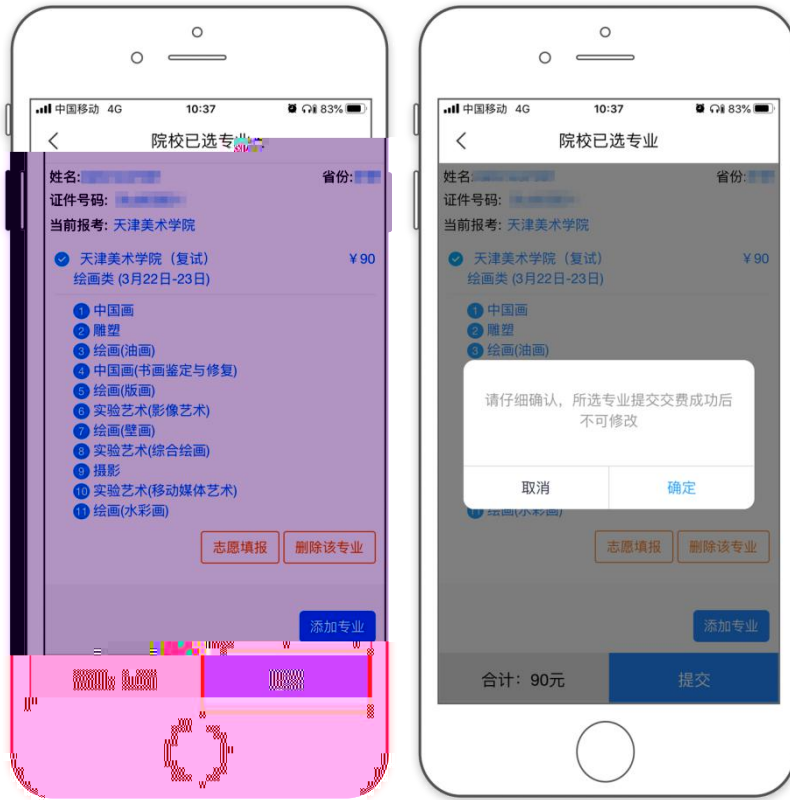 中国移动 4G 10:37 83%
院校已选专业
姓名:
省份:
证件号码:
当前报考: 天津美术学院
天津美术学院（复试） ￥90
绘画类 (3月22日-23日)
1 中国画
2 雕塑
3 绘画(油画)
4 中国画(书画鉴定与修复)
5 绘画(版画)
6 实验艺术(影像艺术)
7 绘画(壁画)
8 实验艺术(综合绘画)
9 摄影
10 实验艺术(移动媒体艺术)
11 绘画(水彩画)
志愿填报 删除该专业
添加专业
中国移动 4G 10:37 83%
院校已选专业
姓名:
省份:
证件号码:
当前报考: 天津美术学院
天津美术学院（复试） ￥90
绘画类 (3月22日-23日)
1 中国画
2 雕塑
3 绘画(油画)
请仔细确认，所选专业提交交费成功后
不可修改
取消 确定
11 绘画(水彩画)
志愿填报 删除该专业
添加专业
合计：90元 提交